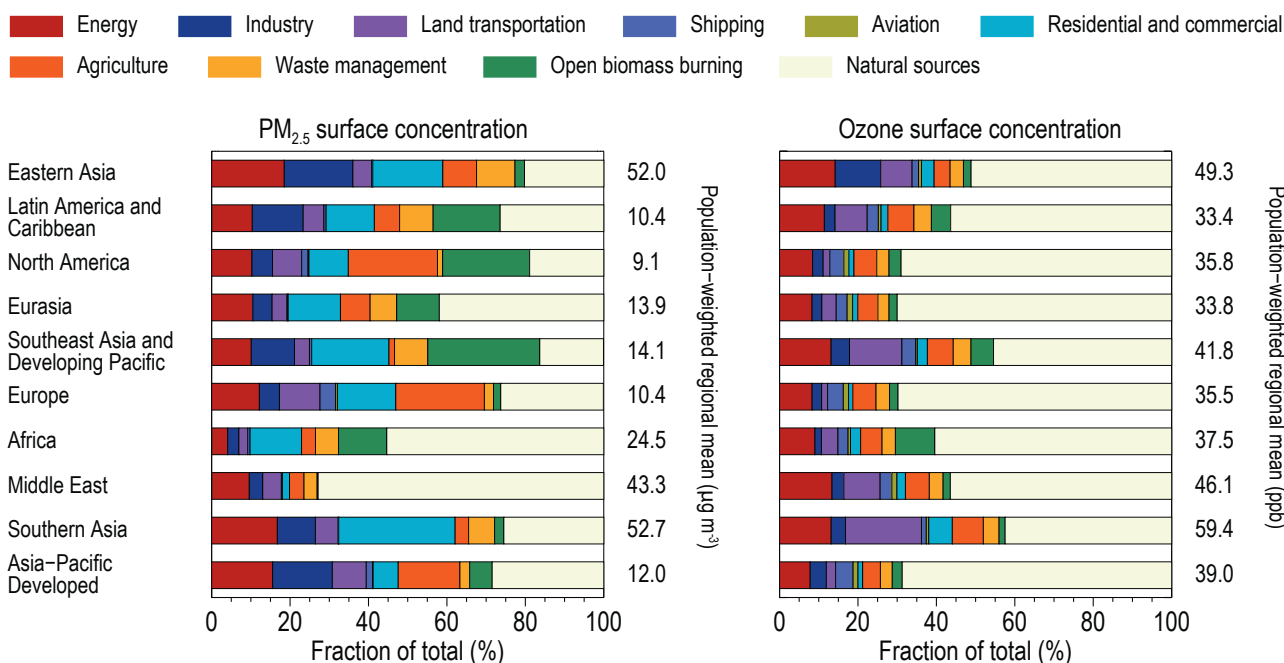 Energy Industry Land transportation Shipping Aviation Residential and commercial
Agriculture Waste management Open biomass burning Natural sources
PM2.5 surface concentration
Ozone surface concentration
Eastern Asia 52.0 49.3
Latin America and
Caribbean 10.4 33.4
North America 9.1 35.8
Eurasia 13.9 33.8
Southeast Asia and
Developing Pacific 14.1 41.8
Europe 10.4 35.5
Africa 24.5 37.5
Middle East 43.3 46.1
Southern Asia 52.7 59.4
Asia–Pacific
Developed 12.0 39.0
Population–weighted regional mean (μg m-3)
Population–weighted regional mean (ppb)
0 20 40 60 80 100
Fraction of total (%)
0 20 40 60 80 100
Fraction of total (%)